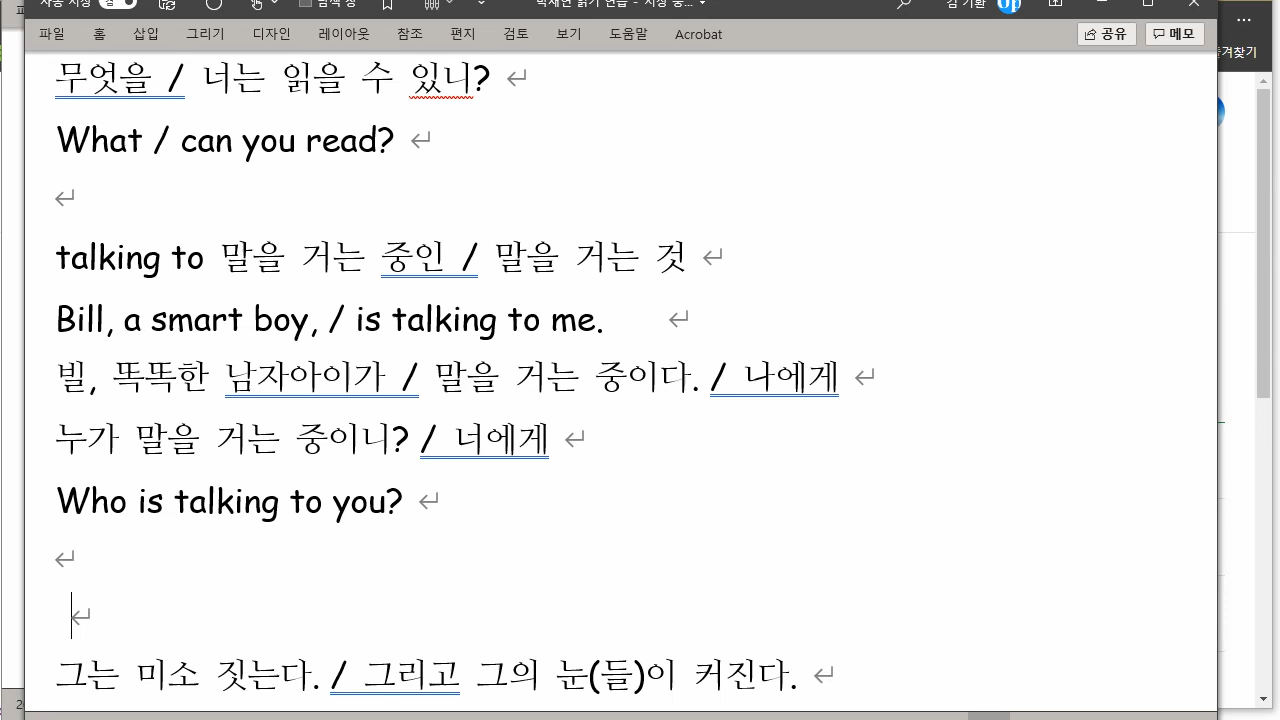 파일 홈 삽입 그리기 디자인 레이아웃 참조 편지 검토 보기 도움말 Acrobat 공유 메모
무엇을 / 너는 읽을 수 있니?
What / can you read?
talking to 말을 거는 중인 / 말을 거는 것
Bill, a smart boy, / is talking to me.
빌, 똑똑한 남자아이가 / 말을 거는 중이다. / 나에게
누가 말을 거는 중이니? / 너에게
Who is talking to you?
그는 미소 짓는다. / 그리고 그의 눈(들)이 커진다.